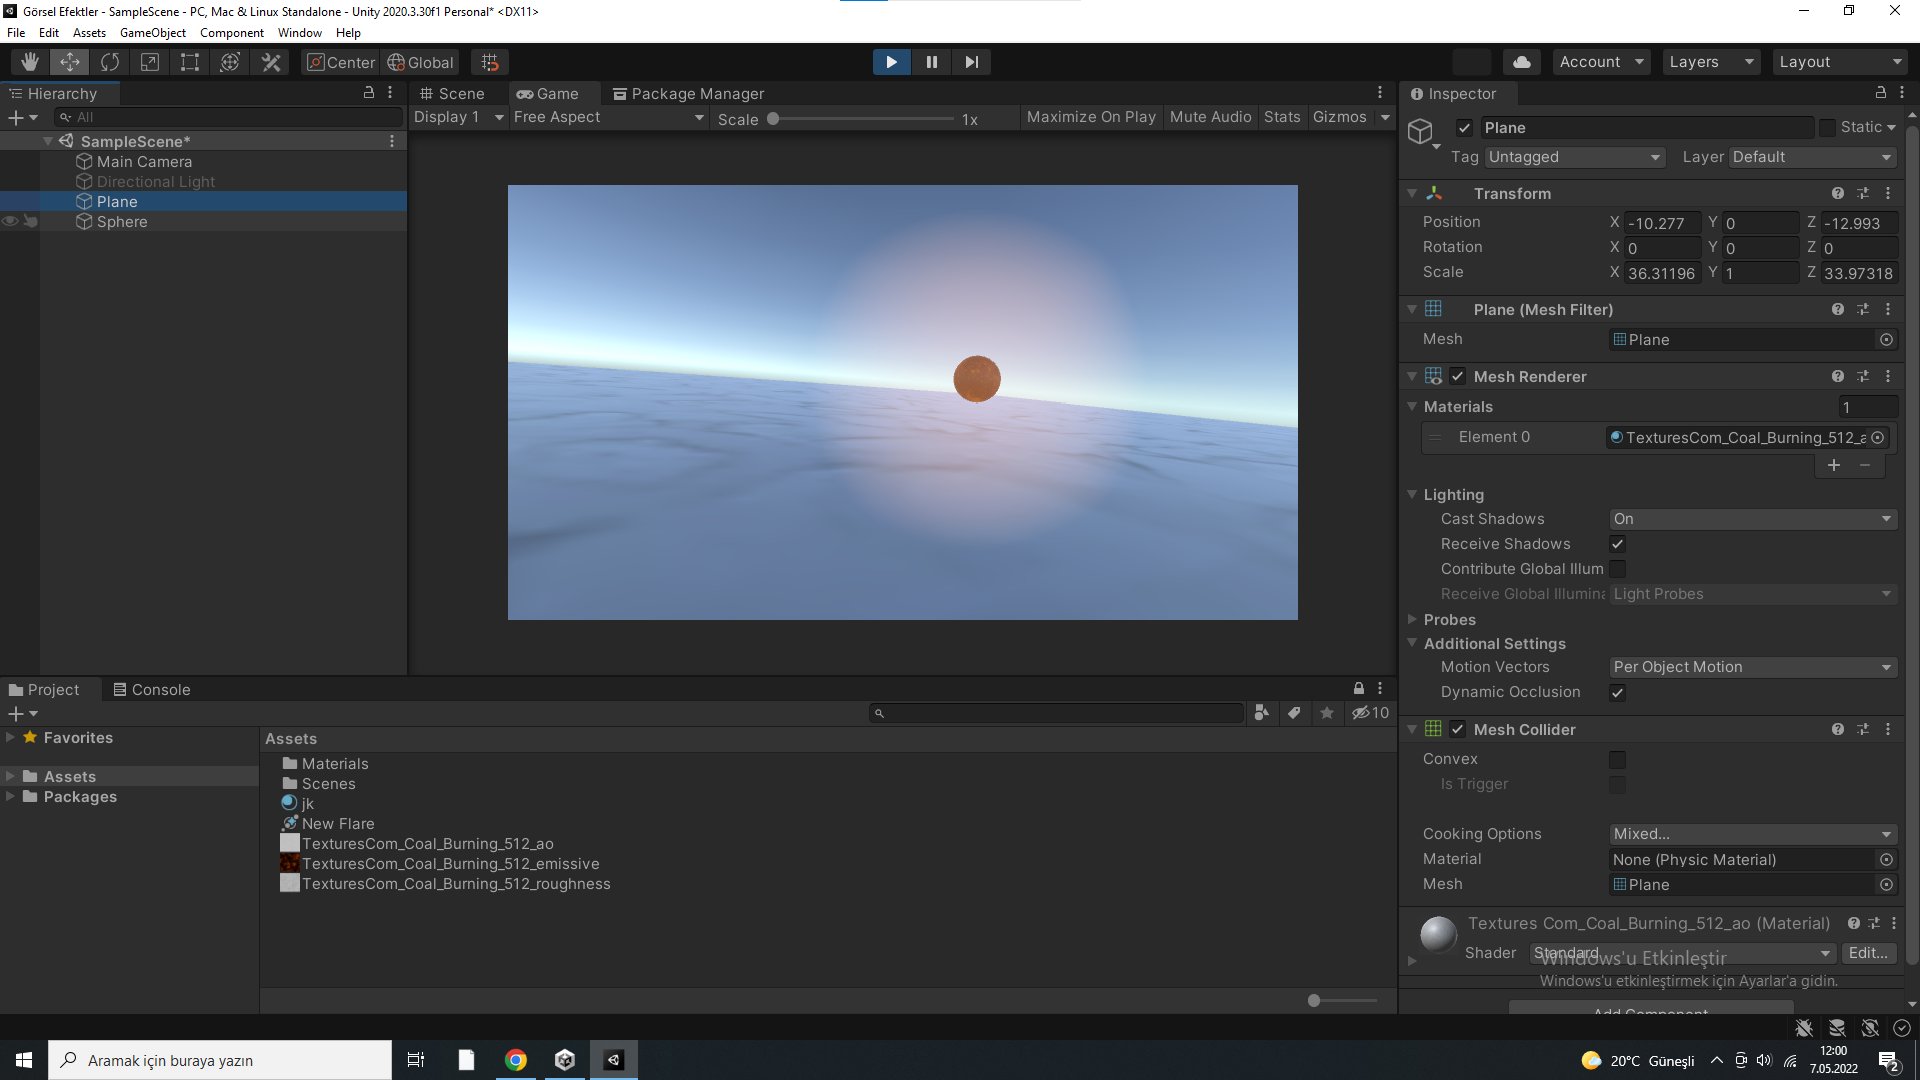 Görsel Efektler - SampleScene - PC, Mac & Linux Standalone - Unity 2020.3.30f1 Personal* <DX11>
File Edit Assets GameObject Component Window Help
Center Global Account Layers Layout
Hierarchy
All
SampleScene*
Main Camera
Directional Light
Plane
Sphere
Scene Game Package Manager
Display 1 Free Aspect Scale 1x Maximize On Play Mute Audio Stats Gizmos
Inspector
Plane Static
Tag Untagged Layer Default
Transform
Position X -10.277 Y 0 Z -12.993
Rotation X 0 Y 0 Z 0
Scale X 36.31196 Y 1 Z 33.97318
Plane (Mesh Filter)
Mesh Plane
Mesh Renderer
Materials 1
Element 0 TexturesCom_Coal_Burning_512_a
Lighting
Cast Shadows On
Receive Shadows
Contribute Global Illum
Receive Global Illumina Light Probes
Probes
Additional Settings
Motion Vectors Per Object Motion
Dynamic Occlusion
Mesh Collider
Convex
Is Trigger
Cooking Options Mixed...
Material None (Physic Material)
Mesh Plane
Textures Com_Coal_Burning_512_ao (Material)
Shader Standard Edit...
Windows'u Etkinleştir
Windows'u etkinleştirmek için Ayarlar'a gidin.
Add Component
Project Console
10
Favorites
Assets
Packages
Assets
Materials
Scenes
jk
New Flare
TexturesCom_Coal_Burning_512_ao
TexturesCom_Coal_Burning_512_emissive
TexturesCom_Coal_Burning_512_roughness
Aramak için buraya yazın
20°C Güneşli
12:00
7.05.2022
2